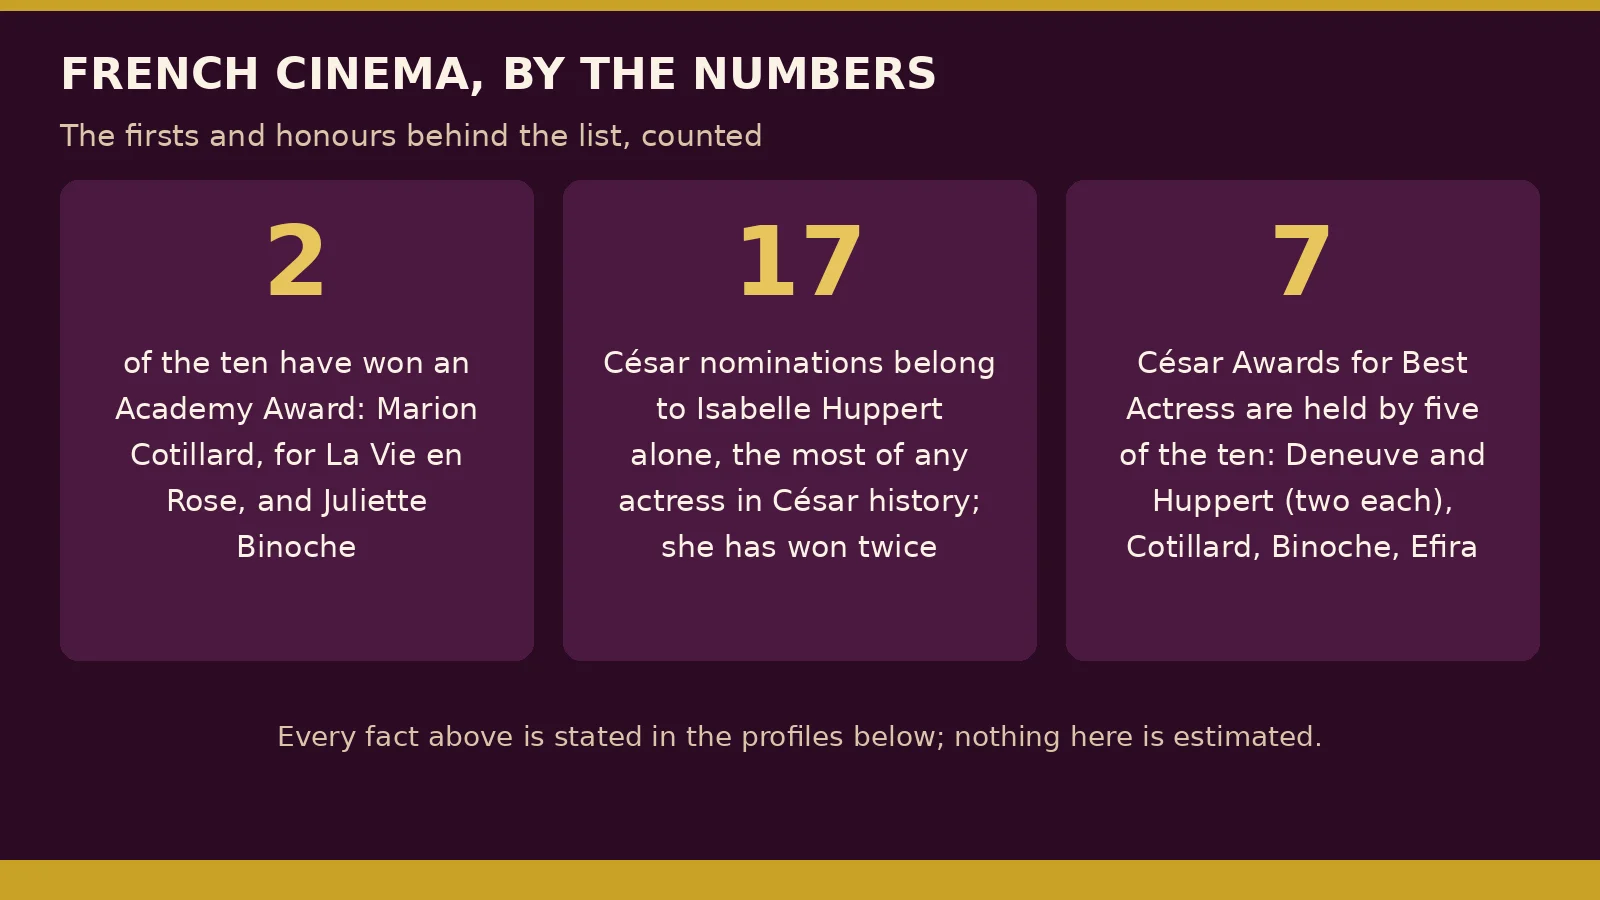 FRENCH CINEMA, BY THE NUMBERS
The firsts and honours behind the list, counted
2
of the ten have won an
Academy Award: Marion
Cotillard, for La Vie en
Rose, and Juliette
Binoche
17
César nominations belong
to Isabelle Huppert
alone, the most of any
actress in César history;
she has won twice
7
César Awards for Best
Actress are held by five
of the ten: Deneuve and
Huppert (two each),
Cotillard, Binoche, Efira
Every fact above is stated in the profiles below; nothing here is estimated.